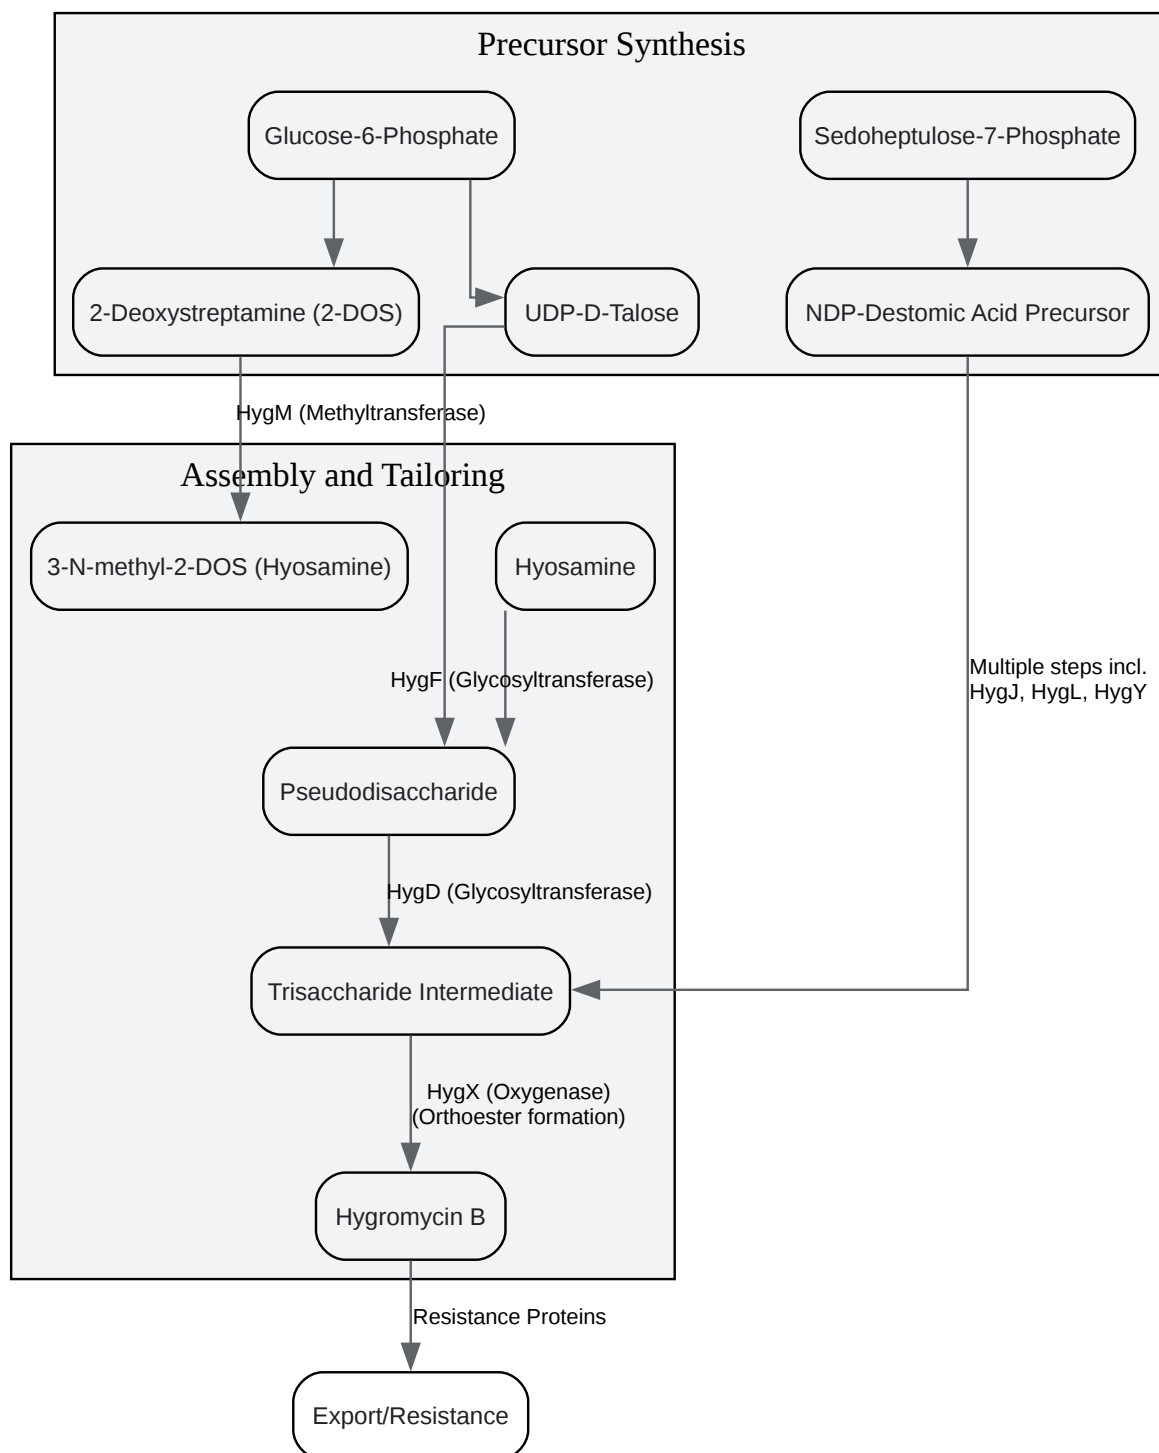 Precursor Synthesis
Glucose-6-Phosphate
Sedoheptulose-7-Phosphate
2-Deoxystreptamine (2-DOS)
UDP-D-Talose
NDP-Destomic Acid Precursor
HygM (Methyltransferase)
Assembly and Tailoring
3-N-methyl-2-DOS (Hyosamine)
Hyosamine
HygF (Glycosyltransferase)
Multiple steps incl.
HygJ, HygL, HygY
Pseudodisaccharide
HygD (Glycosyltransferase)
Trisaccharide Intermediate
HygX (Oxygenase)
(Orthoester formation)
Hygromycin B
Resistance Proteins
Export/Resistance